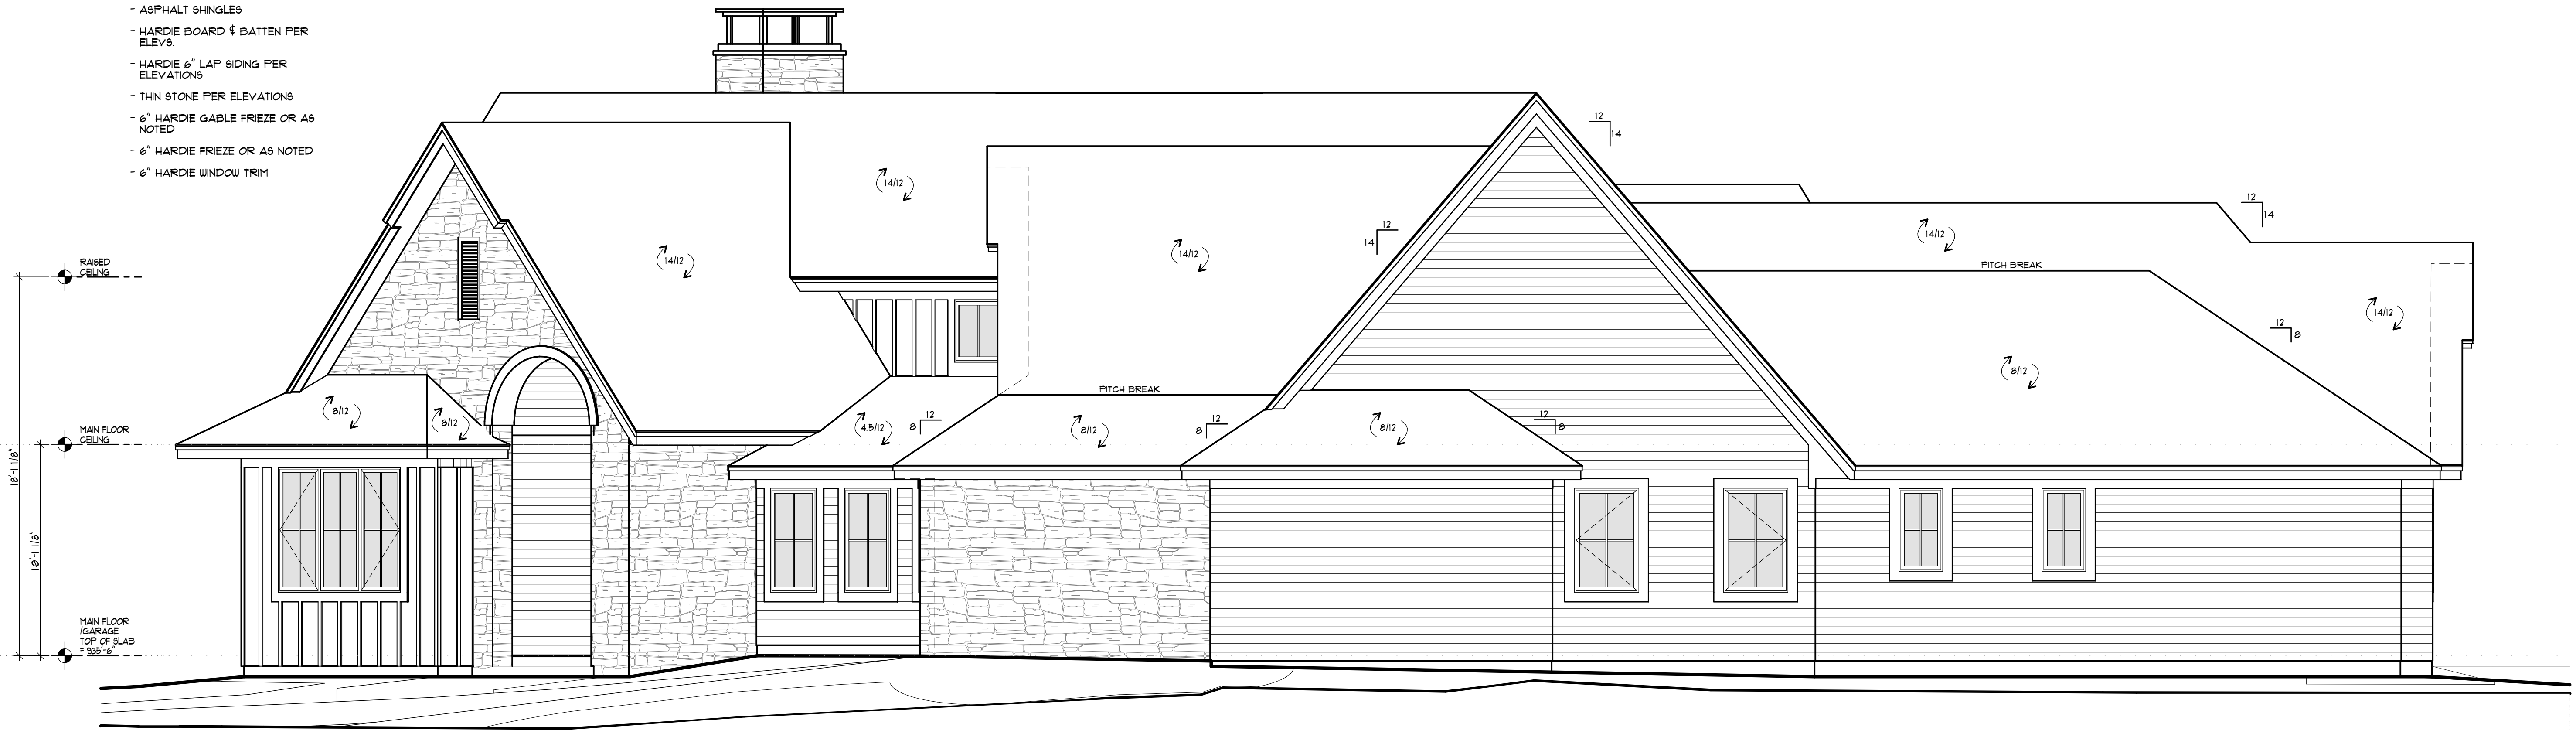 - ASPHALT SHINGLES
- HARDIE BOARD & BATTEN PER
ELEVS.
- HARDIE 6" LAP SIDING PER
ELEVATIONS
- THIN STONE PER ELEVATIONS
- 6" HARDIE GABLE FRIEZE OR AS
NOTED
- 6" HARDIE FRIEZE OR AS NOTED
- 6" HARDIE WINDOW TRIM
12
14
14/12
12
14
12
14
14/12
14/12
14/12
PITCH BREAK
RAISED
CEILING
14/12
12
8
8/12
PITCH BREAK
8/12
8/12
4.5/12
12
8
8/12
12
8
8/12
12
8
MAIN FLOOR
CEILING
18'-1 1/8"
10'-1 1/8"
MAIN FLOOR
/GARAGE
TOP OF SLAB
= 935'-6"